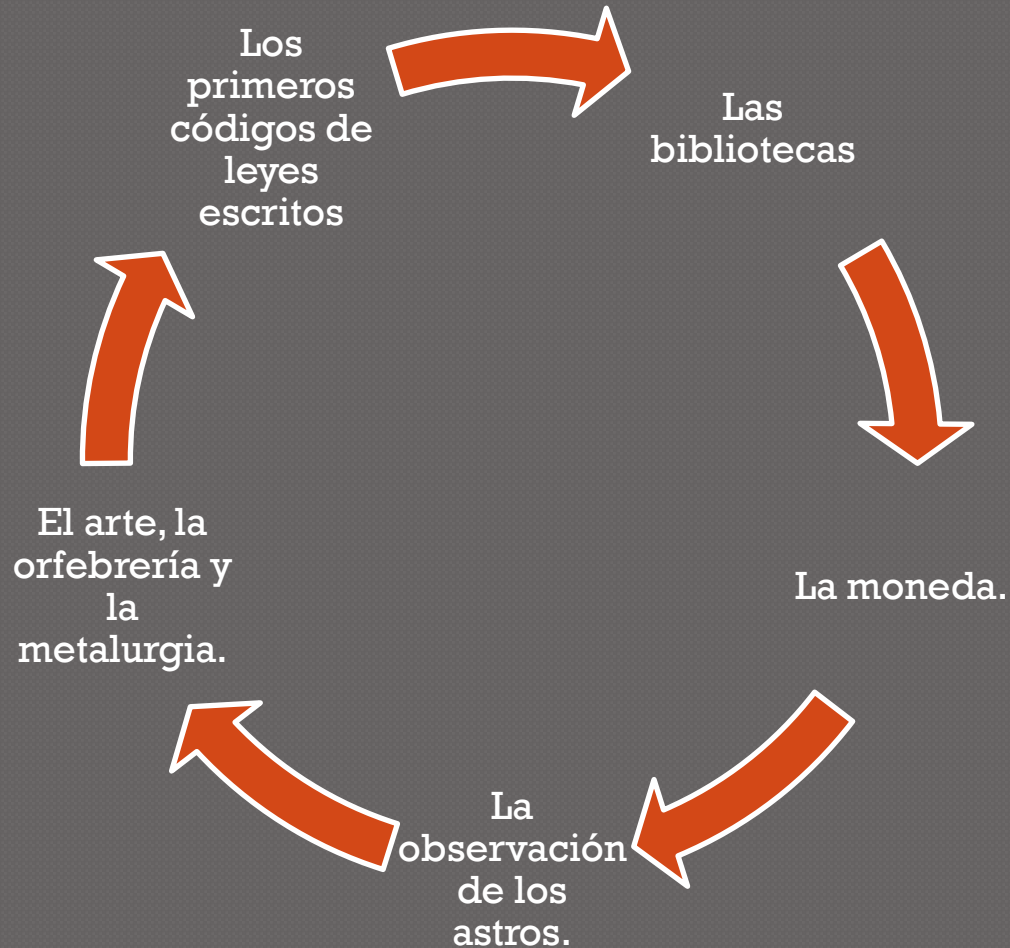 Los
primeros
códigos de
leyes
escritos
Las
bibliotecas
La moneda.
La
observación
de los
astros.
El arte, la
orfebrería y
la
metalurgia.